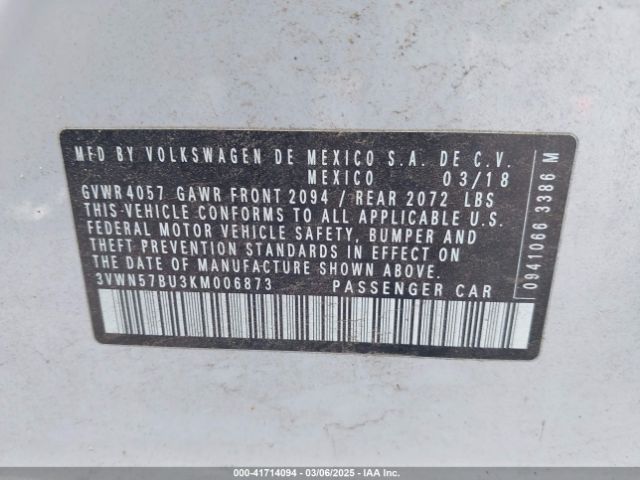 MFD BY VOLKSWAGEN DE MEXICO S.A. DE C.V.
MEXICO 03/18
GVWR 4057 GAWR FRONT 2094 / REAR 2072 LBS
THIS VEHICLE CONFORMS TO ALL APPLICABLE U.S.
FEDERAL MOTOR VEHICLE SAFETY, BUMPER AND
THEFT PREVENTION STANDARDS IN EFFECT ON
THE DATE OF MANUFACTURE SHOWN ABOVE.
3VWN57BU3KM006873 PASSENGER CAR
0941066 3386 M
000-41714094 - 03/06/2025 - IAA Inc.